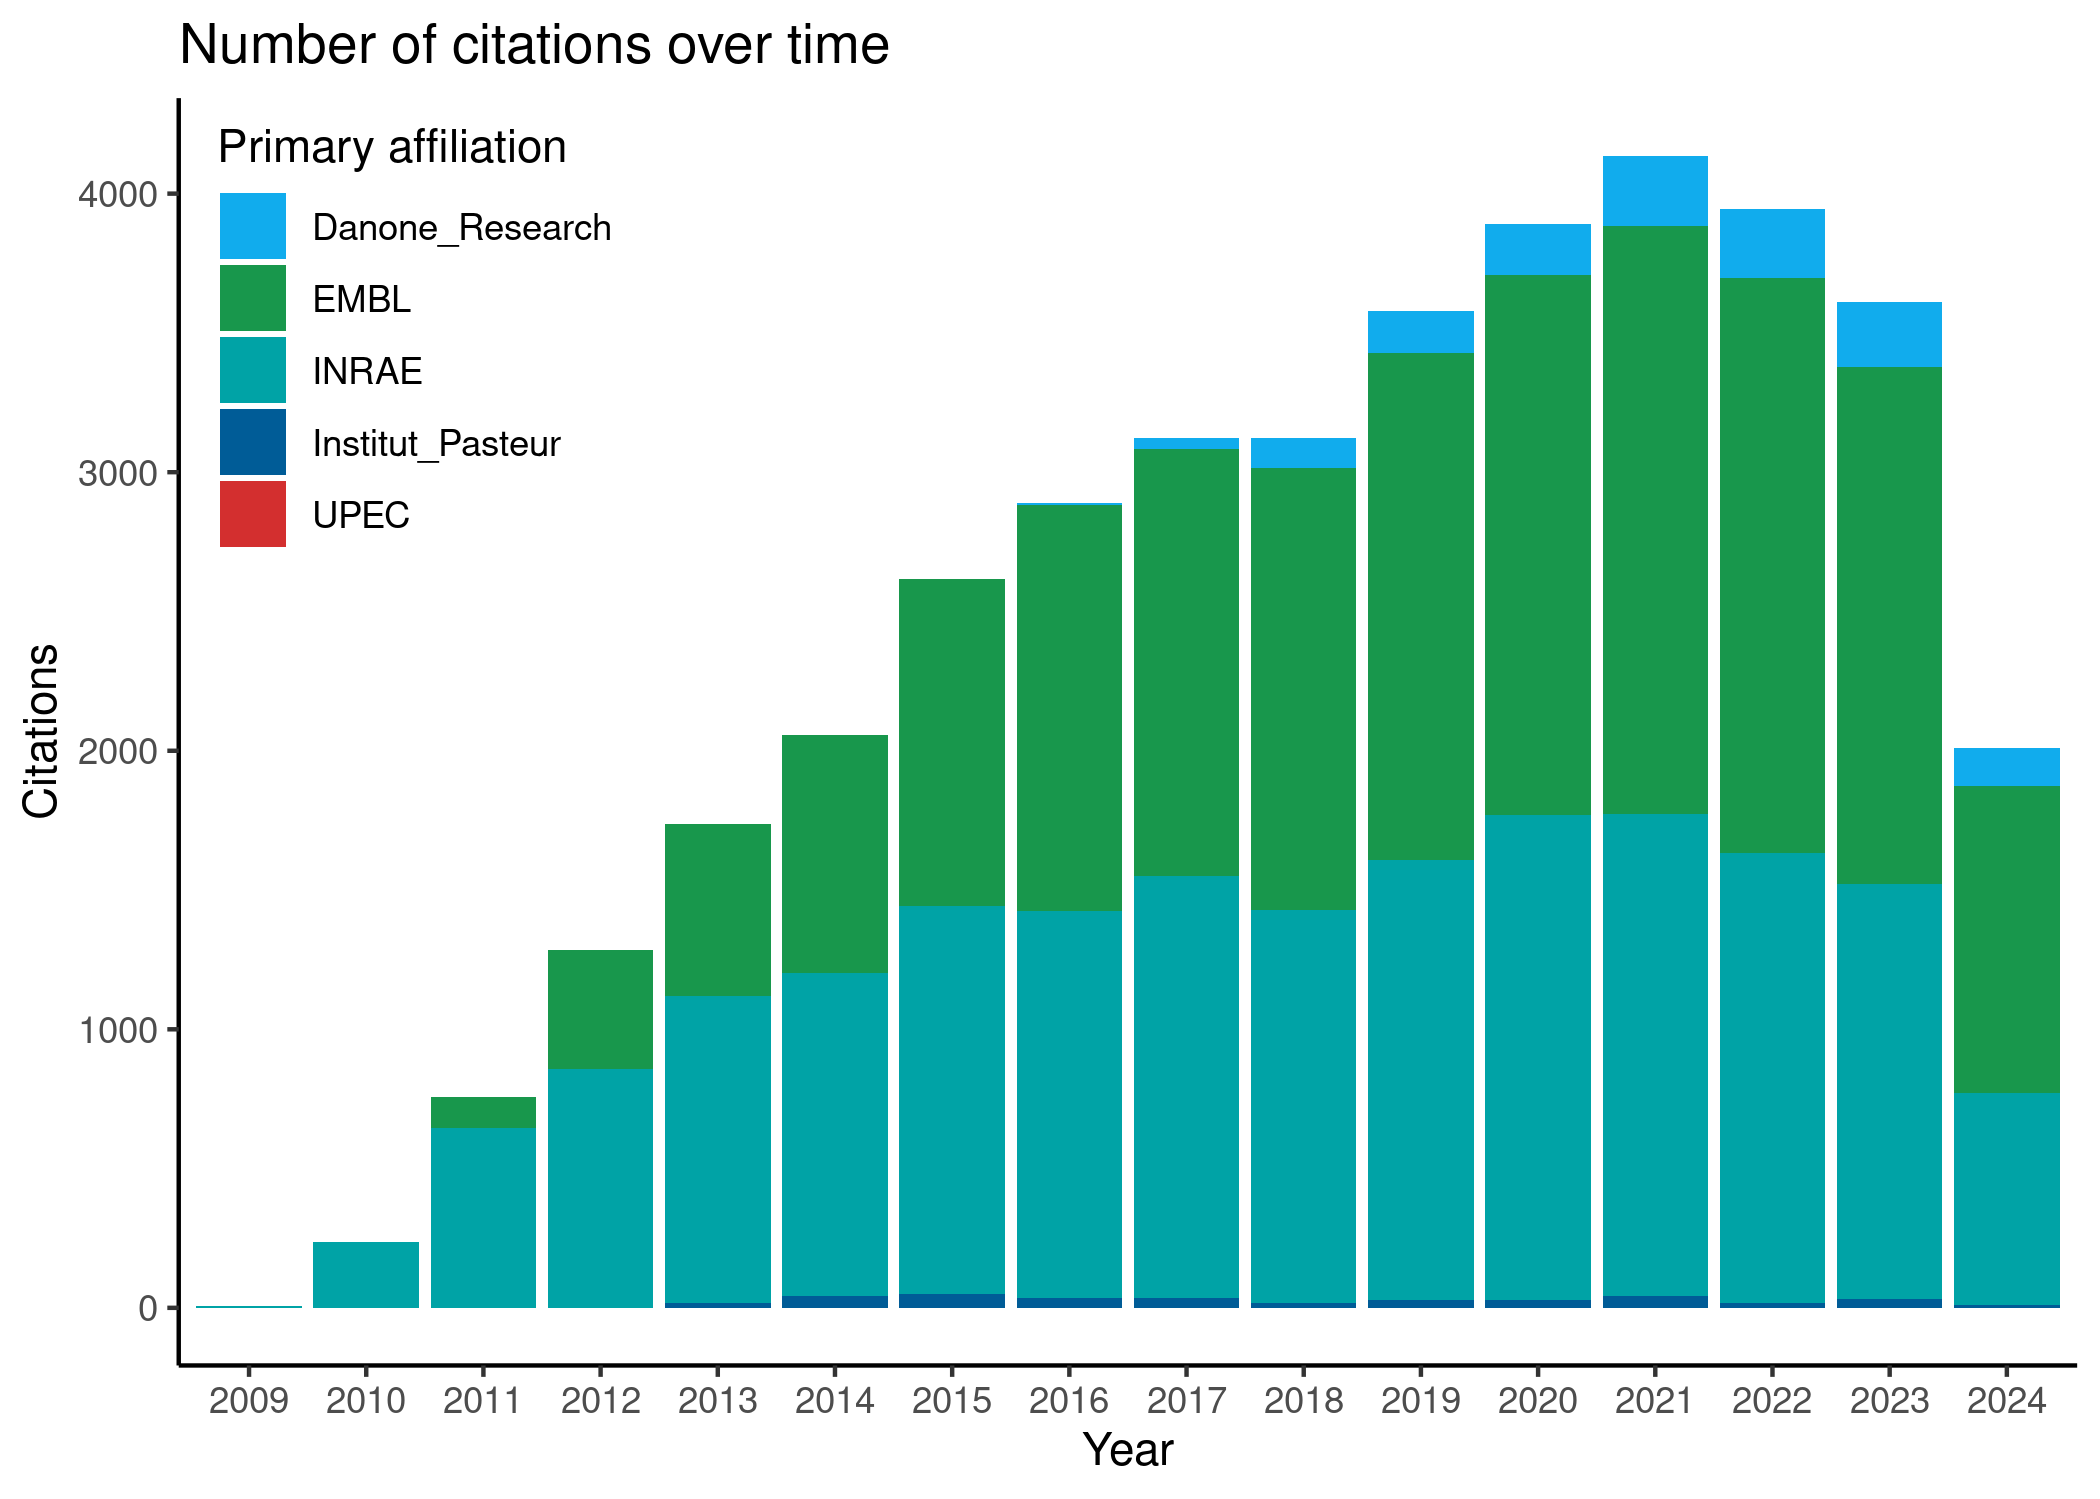 Number of citations over time
Primary affiliation
Danone_Research
EMBL
INRAE
Institut_Pasteur
UPEC
4000
3000
2000
1000
0
Citations
2009 2010 2011 2012 2013 2014 2015 2016 2017 2018 2019 2020 2021 2022 2023 2024
Year